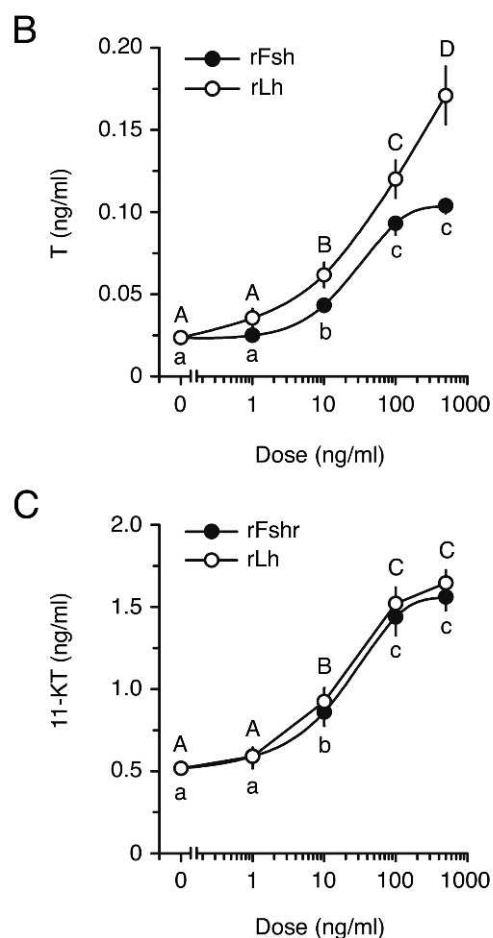 B
0.20
0.15
0.10
0.05
0
T (ng/ml)
rFsh
rLh
A
A
B
C
D
a
a
b
c
c
0 1 10 100 1000
Dose (ng/ml)
C
2.0
1.5
1.0
0.5
0
11-KT (ng/ml)
rFshr
rLh
A
A
B
C
C
a
a
b
c
c
0 1 10 100 1000
Dose (ng/ml)